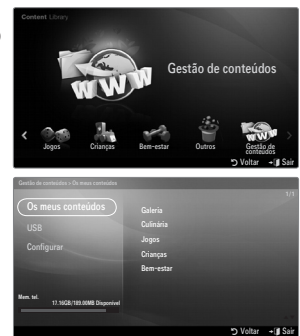 Content Library
Gestão de conteúdos
WWW
Jogos
Crianças
Bem-estar
Outros
Gestão de
conteúdos
Voltar
Sair
Gestão de conteúdos > Os meus conteúdos
1/1
Os meus conteúdos
USB
Configurar
Galeria
Culinária
Jogos
Crianças
Bem-estar
Mem. tel.
17.16GB/189.00MB Disponível
Voltar
Sair